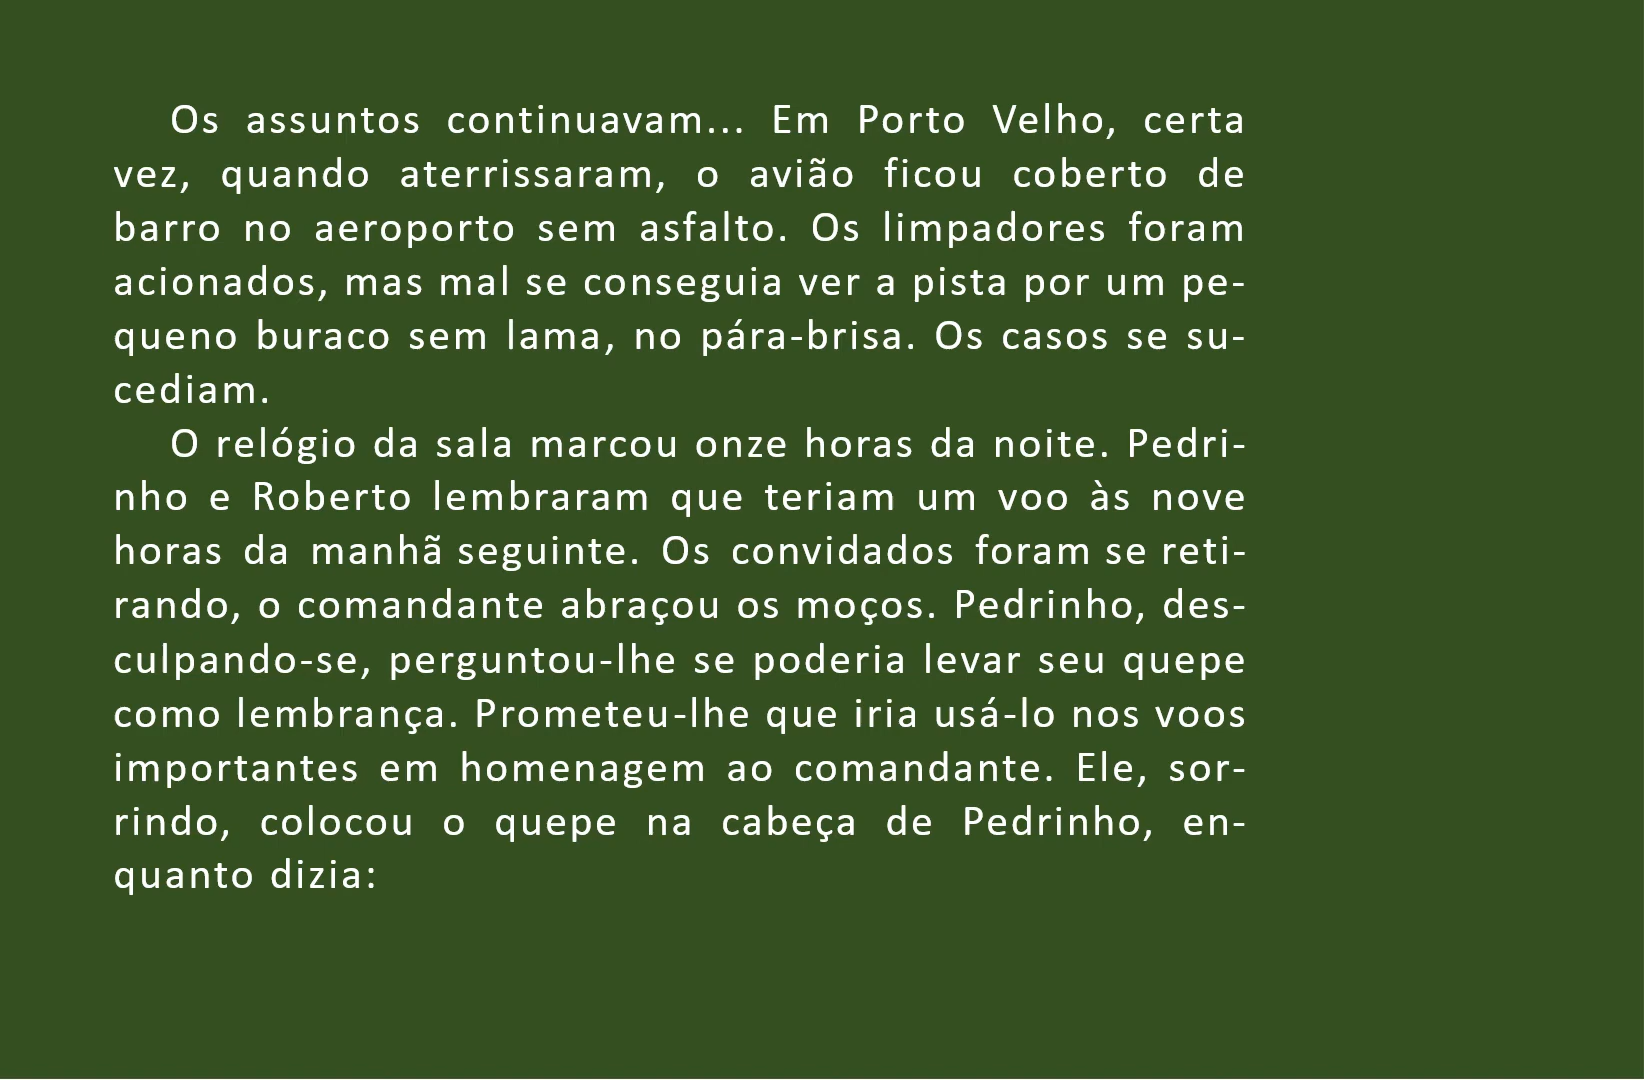 Os assuntos continuavam... Em Porto Velho, certa
vez, quando aterrissaram, o avião ficou coberto de
barro no aeroporto sem asfalto. Os limpadores foram
acionados, mas mal se conseguia ver a pista por um pe-
queno buraco sem lama, no pára-brisa. Os casos se su-
cediam.
O relógio da sala marcou onze horas da noite. Pedri-
nho e Roberto lembraram que teriam um voo às nove
horas da manhã seguinte. Os convidados foram se reti-
rando, o comandante abraçou os moços. Pedrinho, des-
culpando-se, perguntou-lhe se poderia levar seu quepe
como lembrança. Prometeu-lhe que iria usá-lo nos voos
importantes em homenagem ao comandante. Ele, sor-
rindo, colocou o quepe na cabeça de Pedrinho, en-
quanto dizia: